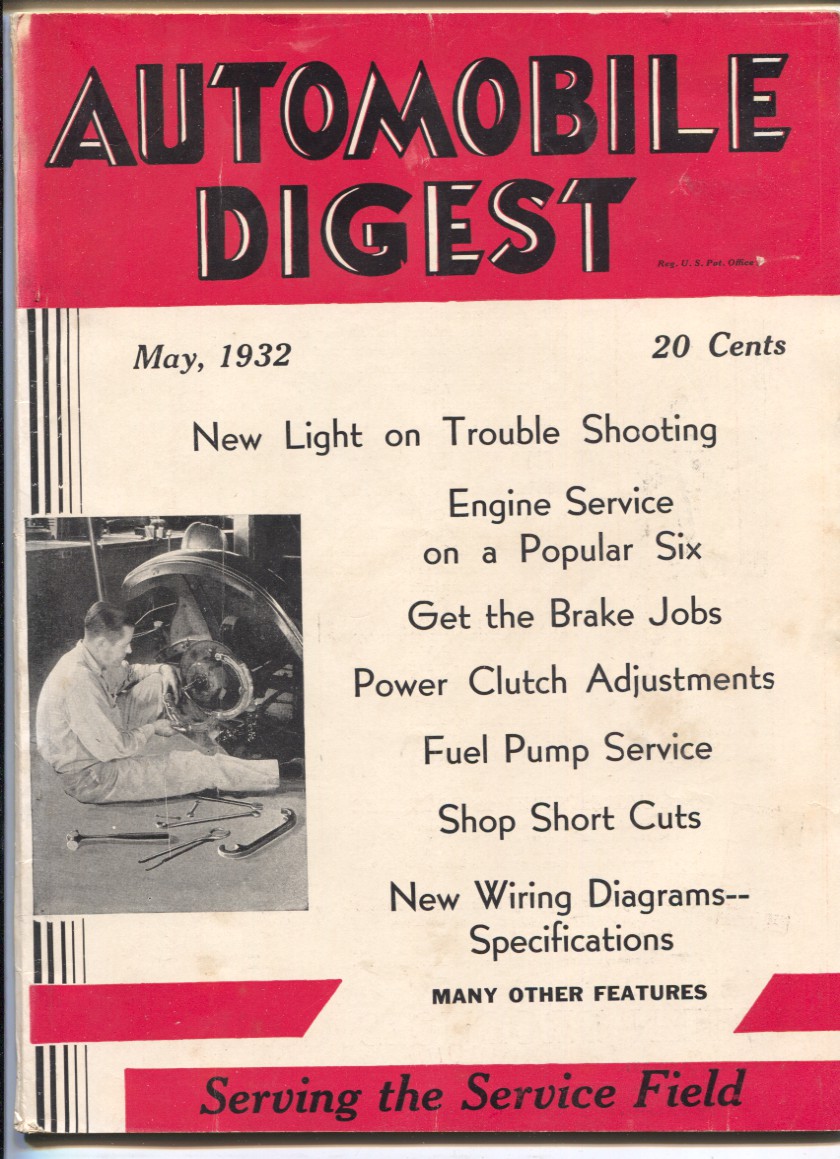 AUTOMOBILE
DIGEST
Reg. U. S. Pat. Office
May, 1932
20 Cents
New Light on Trouble Shooting
Engine Service
on a Popular Six
Get the Brake Jobs
Power Clutch Adjustments
Fuel Pump Service
Shop Short Cuts
New Wiring Diagrams--
Specifications
MANY OTHER FEATURES
Serving the Service Field